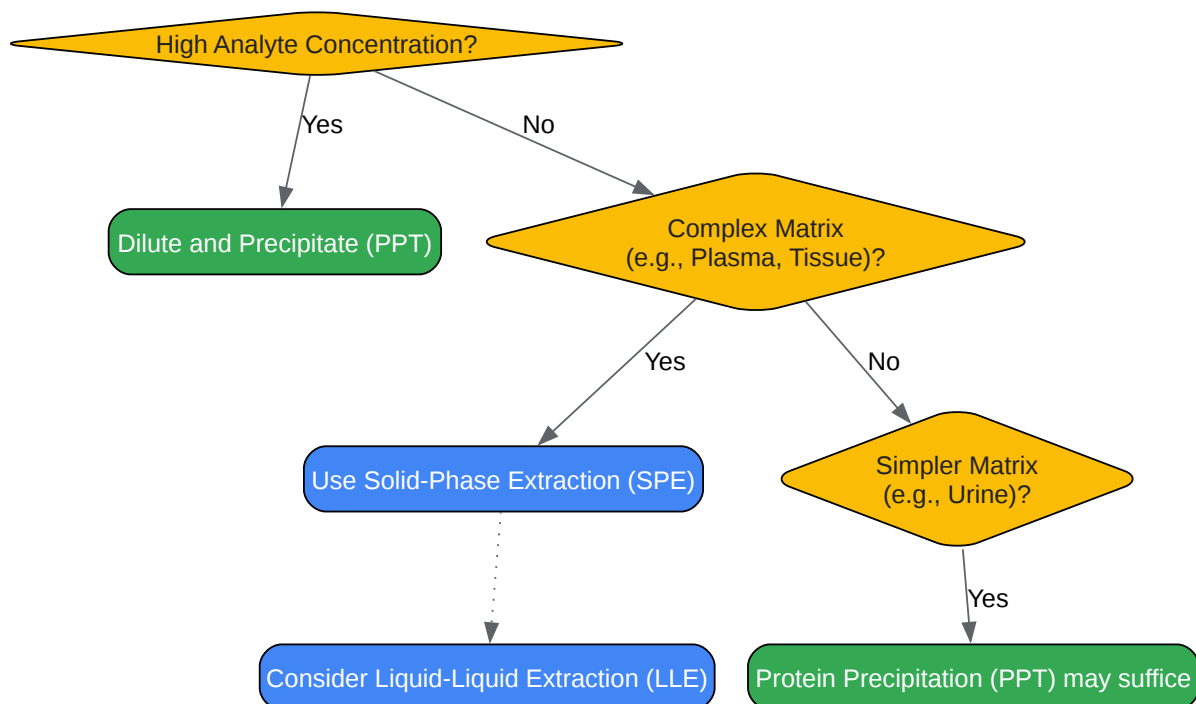 High Analyte Concentration?
Yes
No
Dilute and Precipitate (PPT)
Complex Matrix
(e.g., Plasma, Tissue)?
Yes
No
Use Solid-Phase Extraction (SPE)
Simpler Matrix
(e.g., Urine)?
Yes
Consider Liquid-Liquid Extraction (LLE)
Protein Precipitation (PPT) may suffice